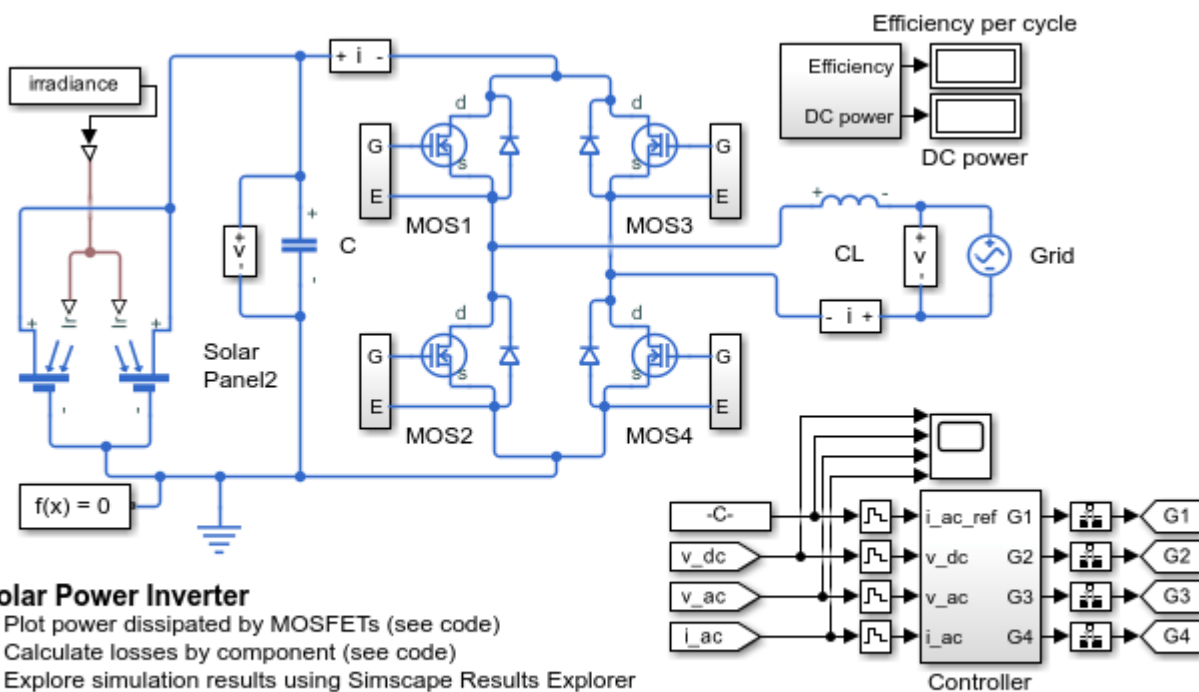 Efficiency per cycle
+ i -
irradiance
Efficiency
DC power
DC power
d
d
G
G
s
s
E
E
MOS1
MOS3
+
-
+
v
-
+
C
-
CL
+
v
-
Grid
- i +
+
Ir
Ir
+
-
-
Solar
Panel2
d
d
G
G
s
s
E
E
MOS2
MOS4
f(x) = 0
-C-
i_ac_ref
G1
G1
v_dc
v_dc
G2
G2
v_ac
v_ac
G3
G3
i_ac
i_ac
G4
G4
Controller
olar Power Inverter
Plot power dissipated by MOSFETs (see code)
Calculate losses by component (see code)
Explore simulation results using Simscape Results Explorer